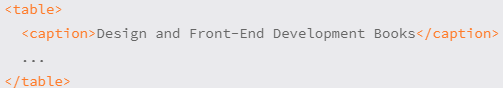 <table>
<caption>Design and Front-End Development Books</caption>
...
</table>